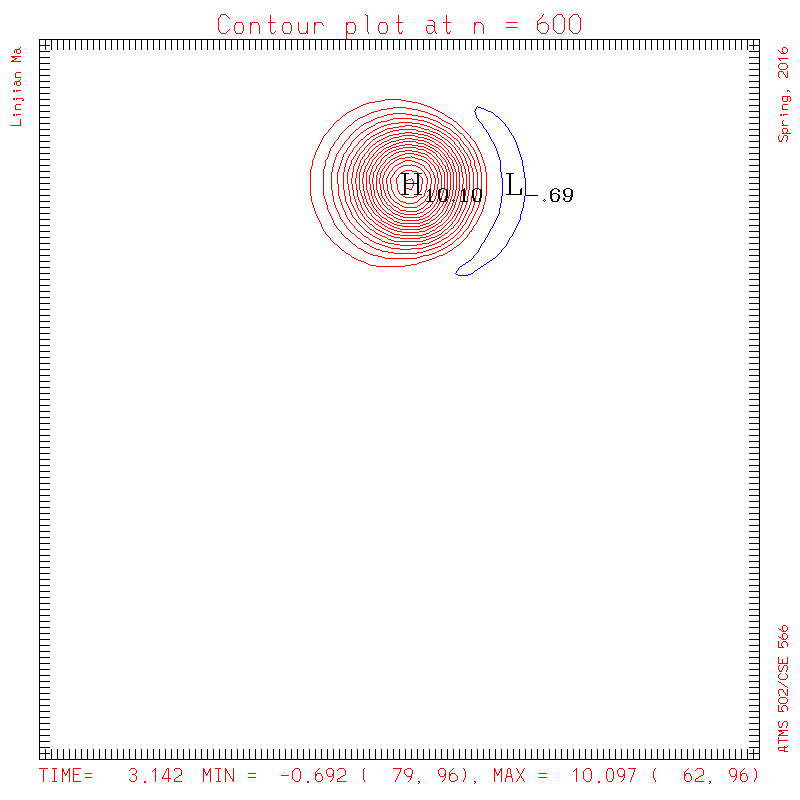 Contour plot at n = 600
Linjian Ma
Spring, 2016
H 10.10
L -.69
ATMS 502/CSE 566
TIME= 3.142 MIN = -0.692 ( 79, 96), MAX = 10.097 ( 62, 96)